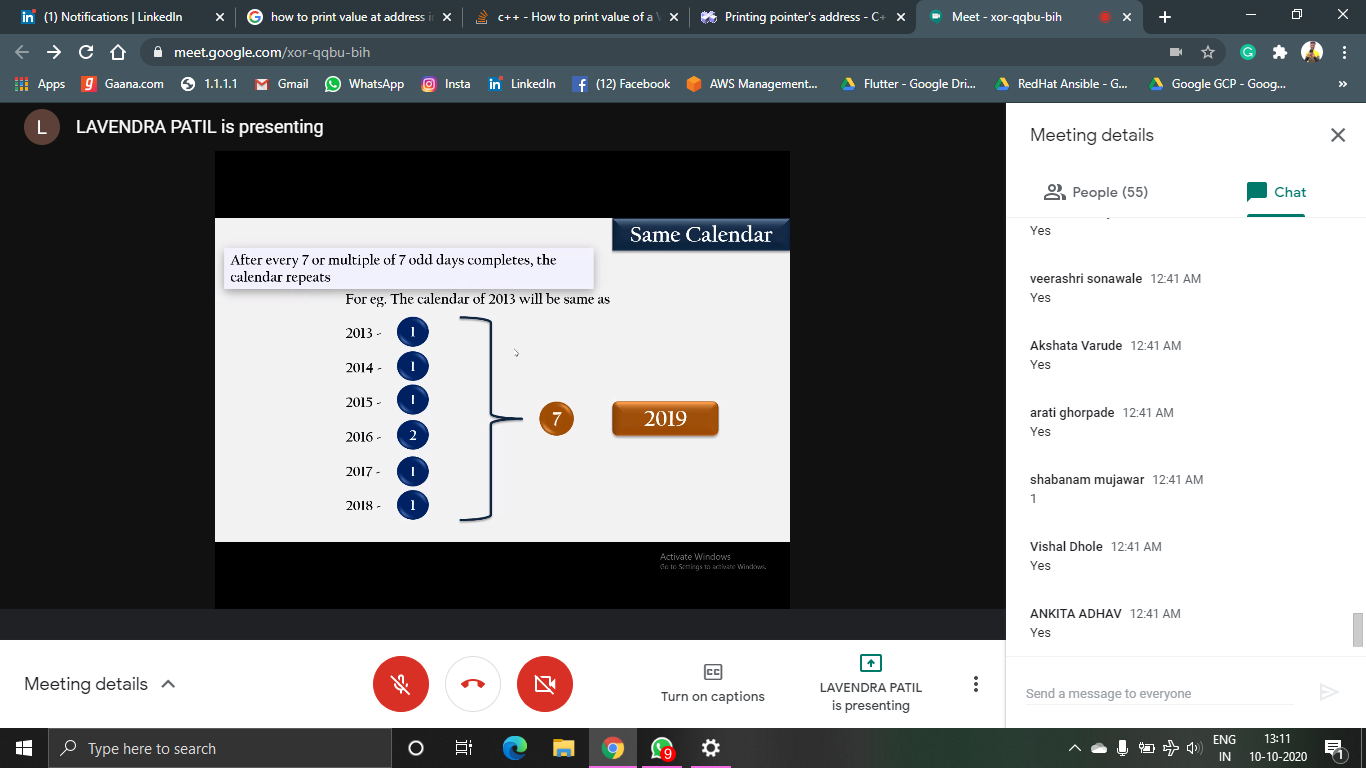 (1) Notifications | LinkedIn
how to print value at address i
c++ - How to print value of a
Printing pointer's address - C+
Meet - xor-qqbu-bih
meet.google.com/xor-qqbu-bih
Apps
Gaana.com
1.1.1.1
Gmail
WhatsApp
Insta
LinkedIn
(12) Facebook
AWS Management...
Flutter - Google Dri...
RedHat Ansible - G...
Google GCP - Goog...
»
L
LAVENDRA PATIL is presenting
Same Calendar
After every 7 or multiple of 7 odd days completes, the
calendar repeats
For eg. The calendar of 2013 will be same as
2013 - 1
2014 - 1
2015 - 1
2016 - 2
2017 - 1
2018 - 1
7
2019
Activate Windows
Go to Settings to activate Windows.
Meeting details
People (55)
Chat
Yes
veerashri sonawale 12:41 AM
Yes
Akshata Varude 12:41 AM
Yes
arati ghorpade 12:41 AM
Yes
shabanam mujawar 12:41 AM
1
Vishal Dhole 12:41 AM
Yes
ANKITA ADHAV 12:41 AM
Yes
Send a message to everyone
Meeting details
CC
Turn on captions
LAVENDRA PATIL
is presenting
Type here to search
9
ENG
IN
13:11
10-10-2020
1